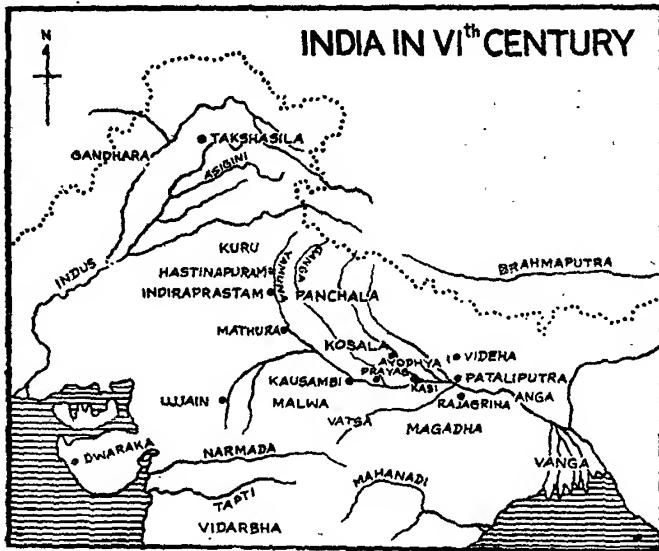 N
INDIA IN VIth CENTURY
GANDHARA
TAKSHASILA
ASIGINI
INDUS
KURU
HASTINAPURAM
INDIRAPRASTAM
YAMUNA
GANGA
PANCHALA
BRAHMAPUTRA
MATHURA
KOSALA
AYODHYA
VIDEHA
PRAYAG
KAUSAMBI
KASI
PATALIPUTRA
UJJAIN
MALWA
RAJAGRIHA
ANGA
VATSA
MAGADHA
DWARAKA
NARMADA
MAHANADI
VANGA
TAPTI
VIDARBHA